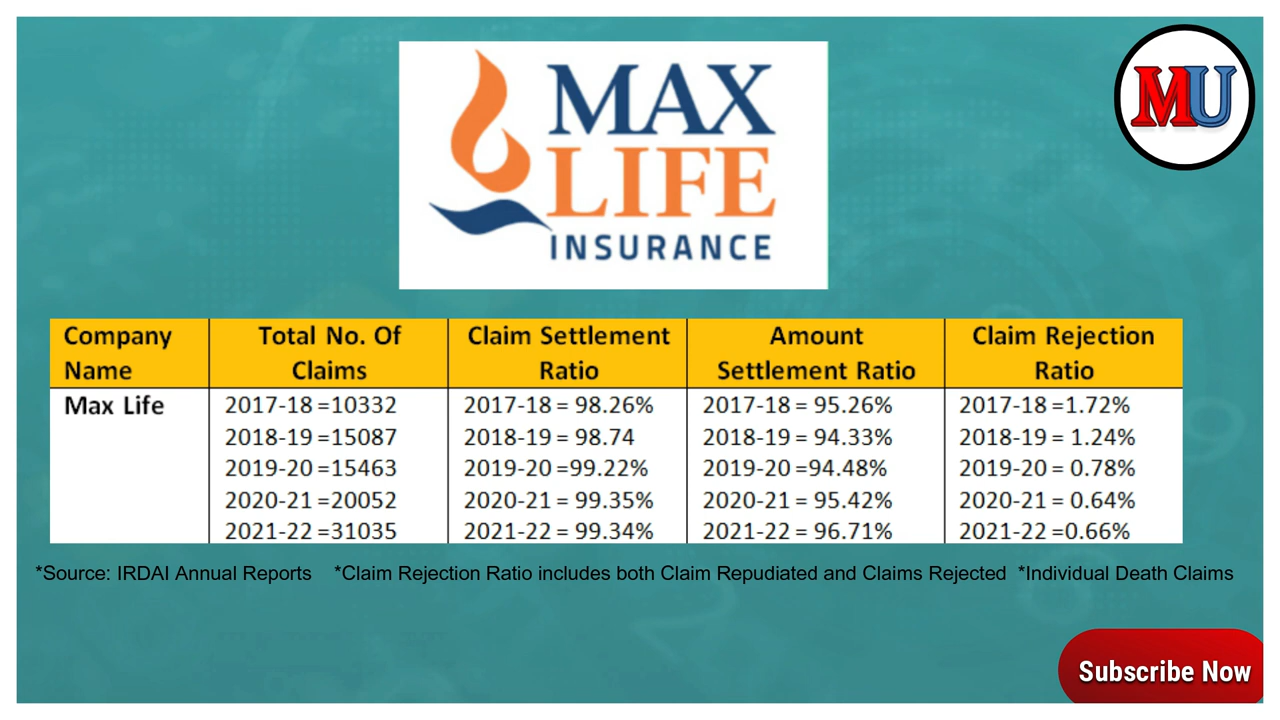 MAX
LIFE
INSURANCE
MU
Company Name
Total No. Of Claims
Claim Settlement Ratio
Amount Settlement Ratio
Claim Rejection Ratio
Max Life
2017-18 =10332
2018-19 =15087
2019-20 =15463
2020-21 =20052
2021-22 =31035
2017-18 = 98.26%
2018-19 = 98.74
2019-20 =99.22%
2020-21 = 99.35%
2021-22 = 99.34%
2017-18 = 95.26%
2018-19 = 94.33%
2019-20 =94.48%
2020-21 = 95.42%
2021-22 = 96.71%
2017-18 =1.72%
2018-19 = 1.24%
2019-20 = 0.78%
2020-21 = 0.64%
2021-22 =0.66%
*Source: IRDAI Annual Reports *Claim Rejection Ratio includes both Claim Repudiated and Claims Rejected *Individual Death Claims
Subscribe Now